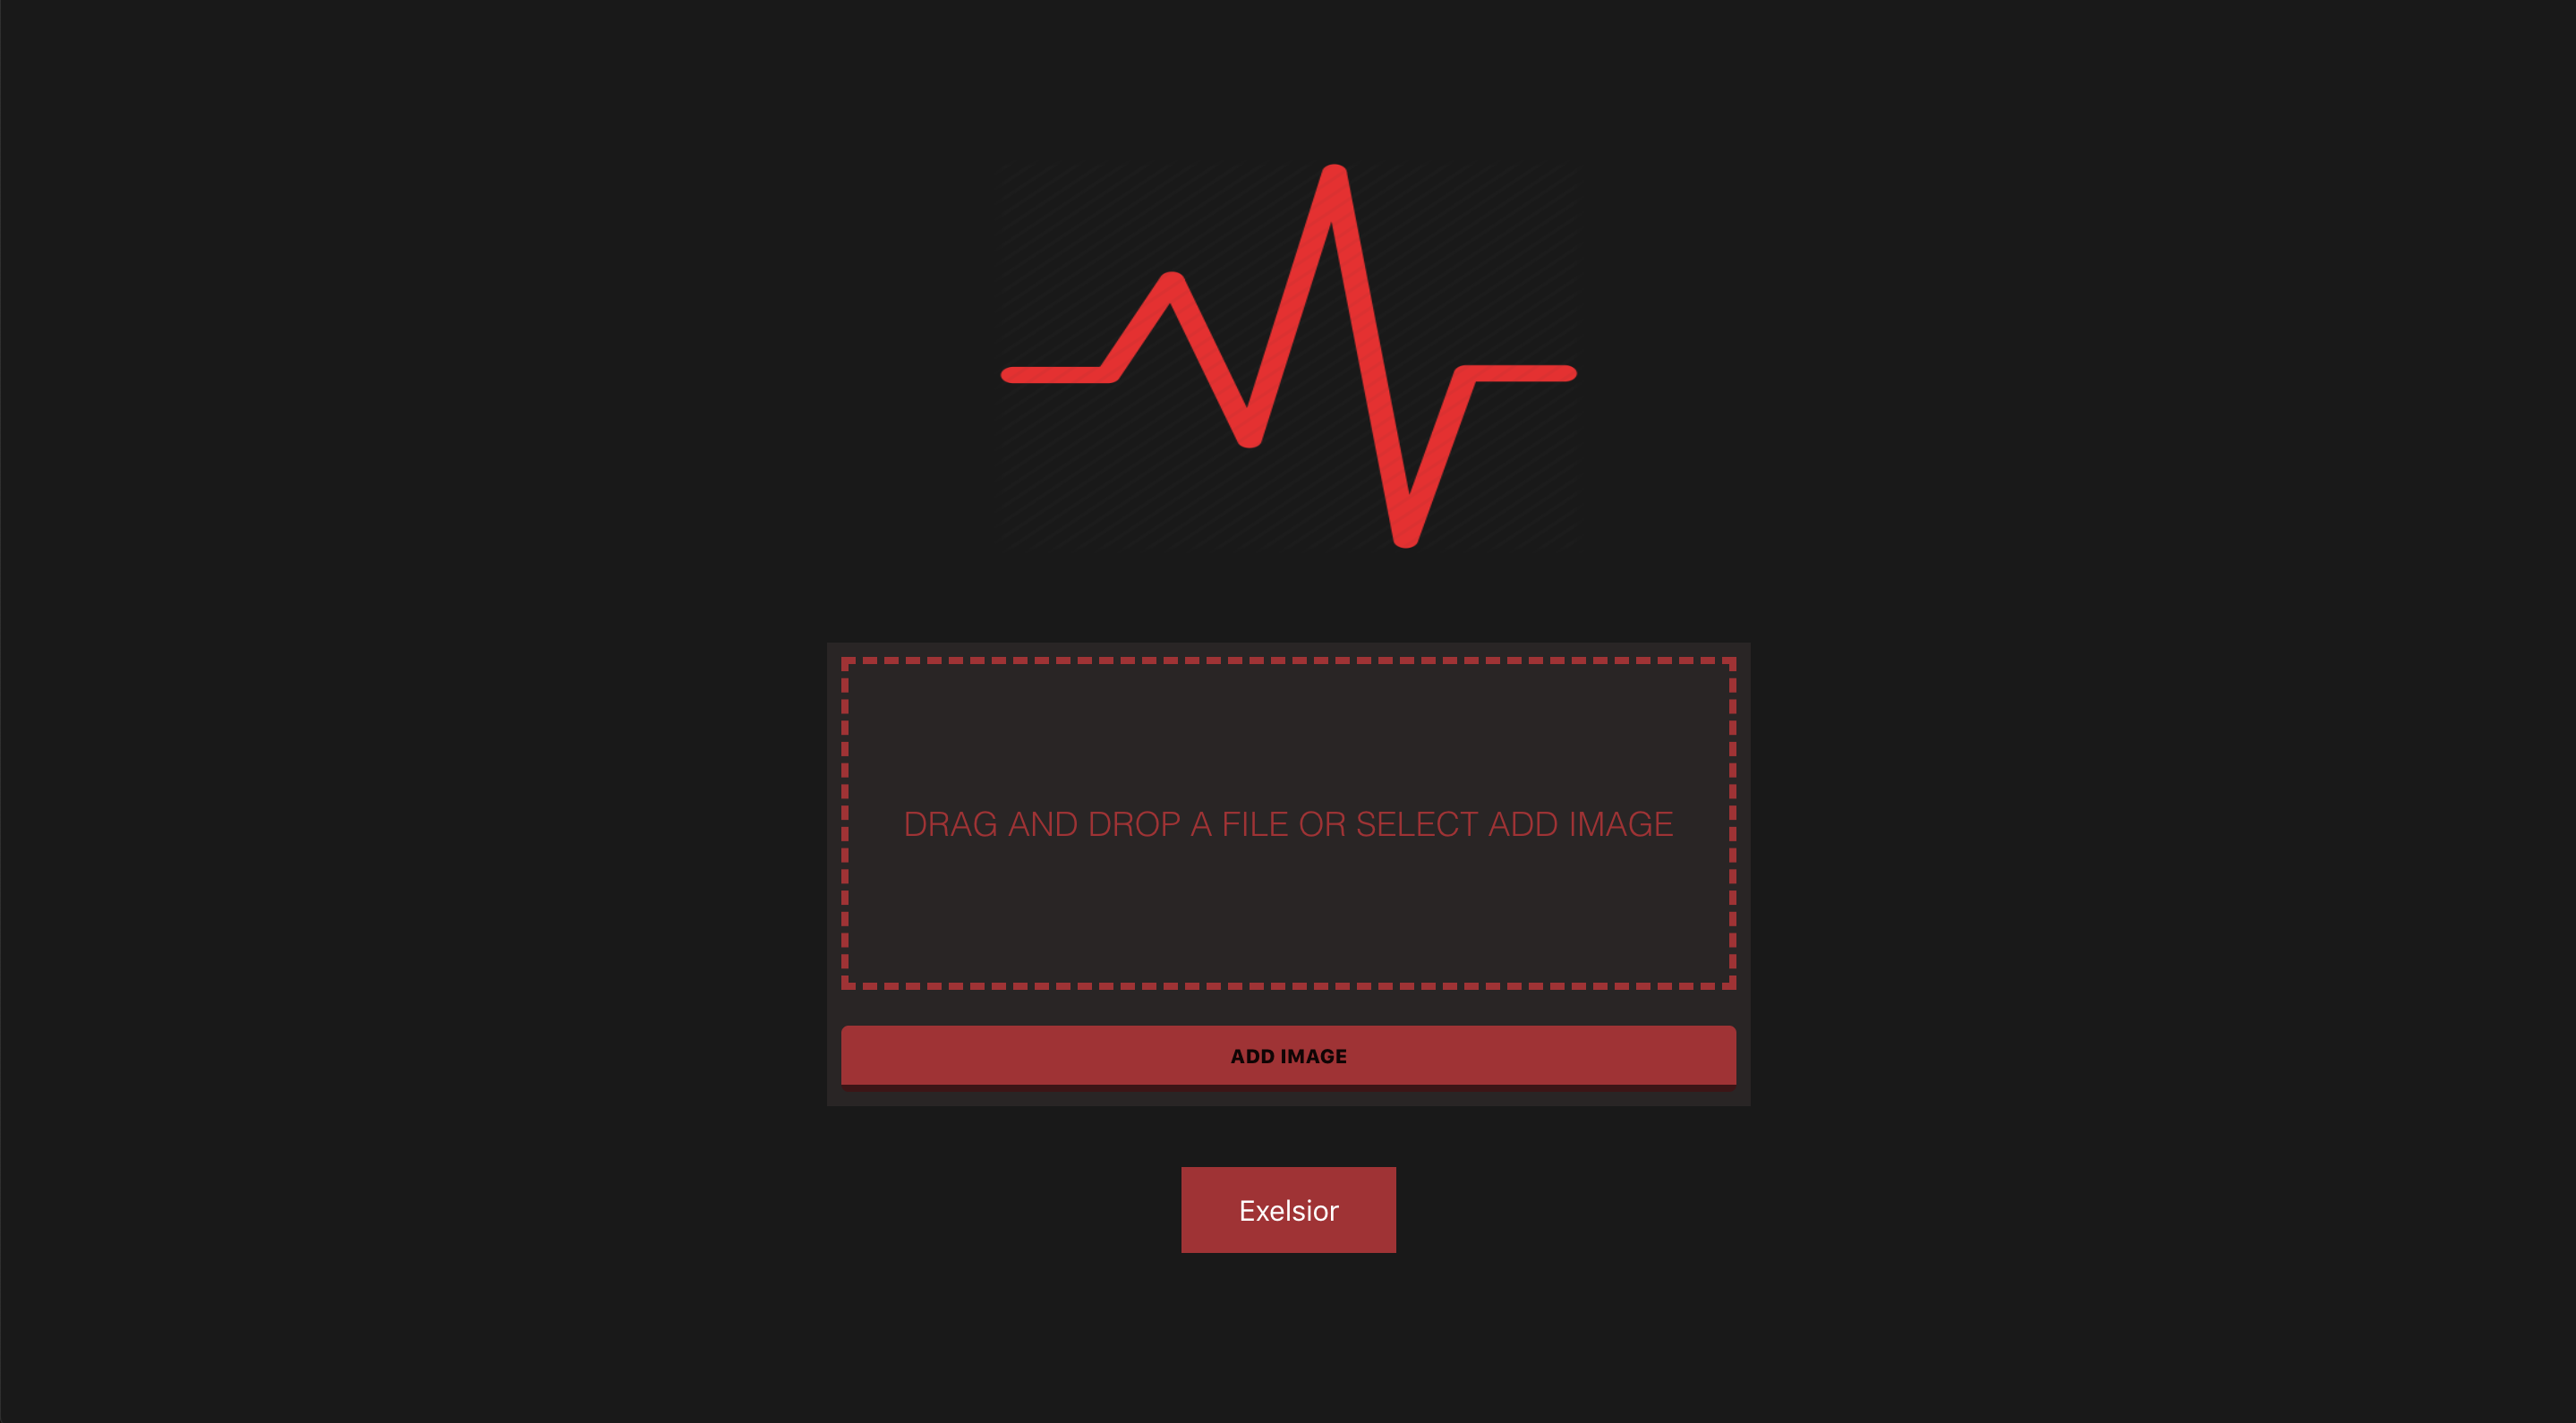 DRAG AND DROP A FILE OR SELECT ADD IMAGE
ADD IMAGE
Exelsior